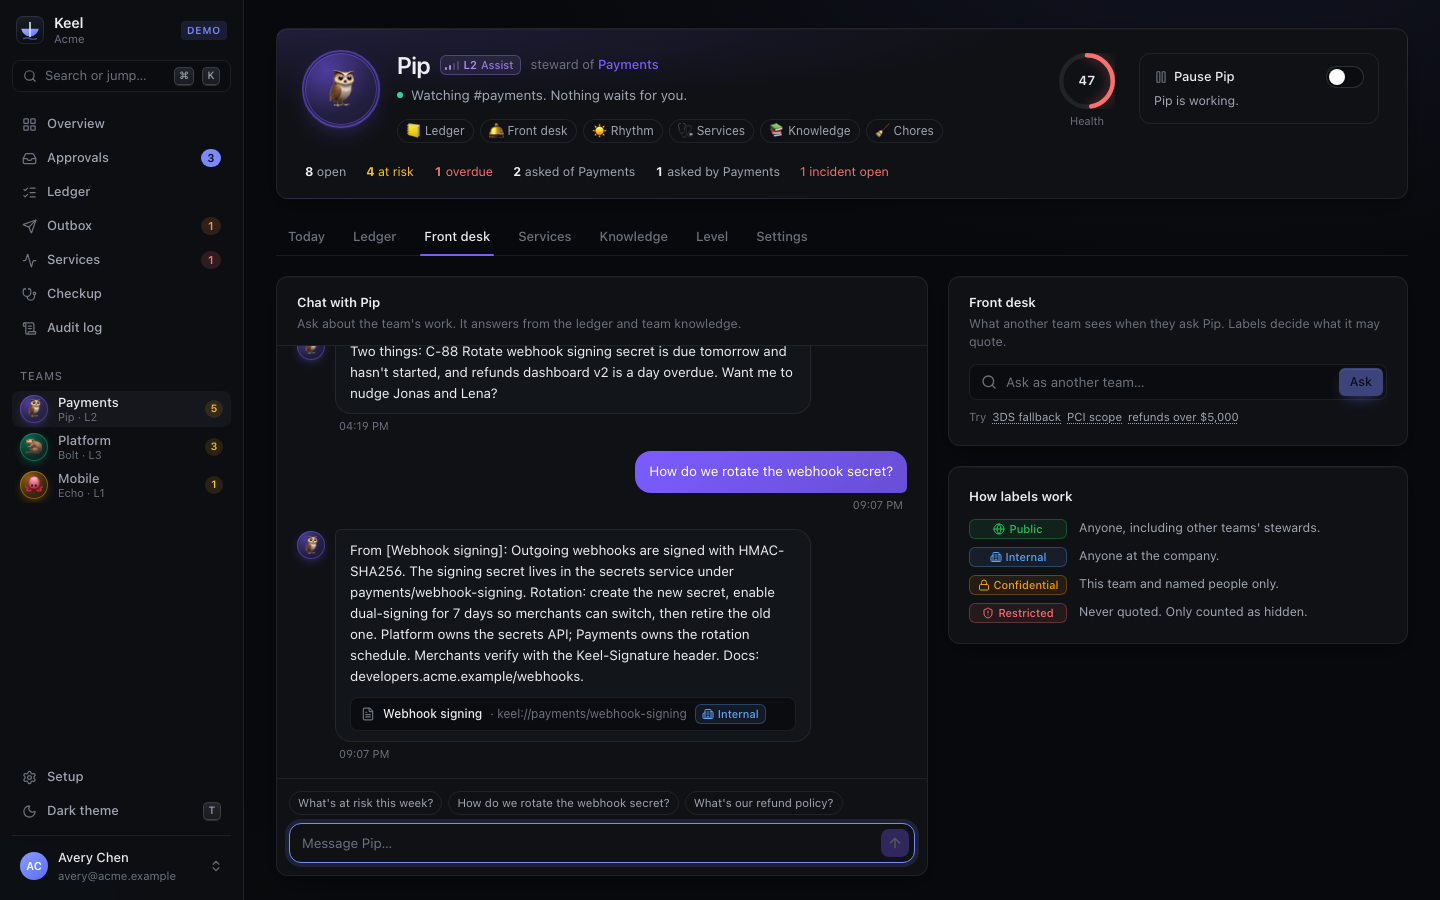 Keel
Acme
DEMO
Search or jump...
⌘ K
Overview
Approvals 3
Ledger
Outbox 1
Services 1
Checkup
Audit log
TEAMS
Payments
Pip · L2
5
Platform
Bolt · L3
3
Mobile
Echo · L1
1
Setup
Dark theme T
AC
Avery Chen
avery@acme.example
Pip L2 Assist steward of Payments
Watching #payments. Nothing waits for you.
Ledger Front desk Rhythm Services Knowledge Chores
8 open 4 at risk 1 overdue 2 asked of Payments 1 asked by Payments 1 incident open
47
Health
Pause Pip
Pip is working.
Today Ledger Front desk Services Knowledge Level Settings
Chat with Pip
Ask about the team's work. It answers from the ledger and team knowledge.
Two things: C-88 Rotate webhook signing secret is due tomorrow and
hasn't started, and refunds dashboard v2 is a day overdue. Want me to
nudge Jonas and Lena?
04:19 PM
How do we rotate the webhook secret?
09:07 PM
From [Webhook signing]: Outgoing webhooks are signed with HMAC-
SHA256. The signing secret lives in the secrets service under
payments/webhook-signing. Rotation: create the new secret, enable
dual-signing for 7 days so merchants can switch, then retire the old
one. Platform owns the secrets API; Payments owns the rotation
schedule. Merchants verify with the Keel-Signature header. Docs:
developers.acme.example/webhooks.
Webhook signing · keel://payments/webhook-signing Internal
09:07 PM
What's at risk this week? How do we rotate the webhook secret? What's our refund policy?
Message Pip...
Front desk
What another team sees when they ask Pip. Labels decide what it may
quote.
Ask as another team... Ask
Try 3DS fallback PCI scope refunds over $5,000
How labels work
Public Anyone, including other teams' stewards.
Internal Anyone at the company.
Confidential This team and named people only.
Restricted Never quoted. Only counted as hidden.